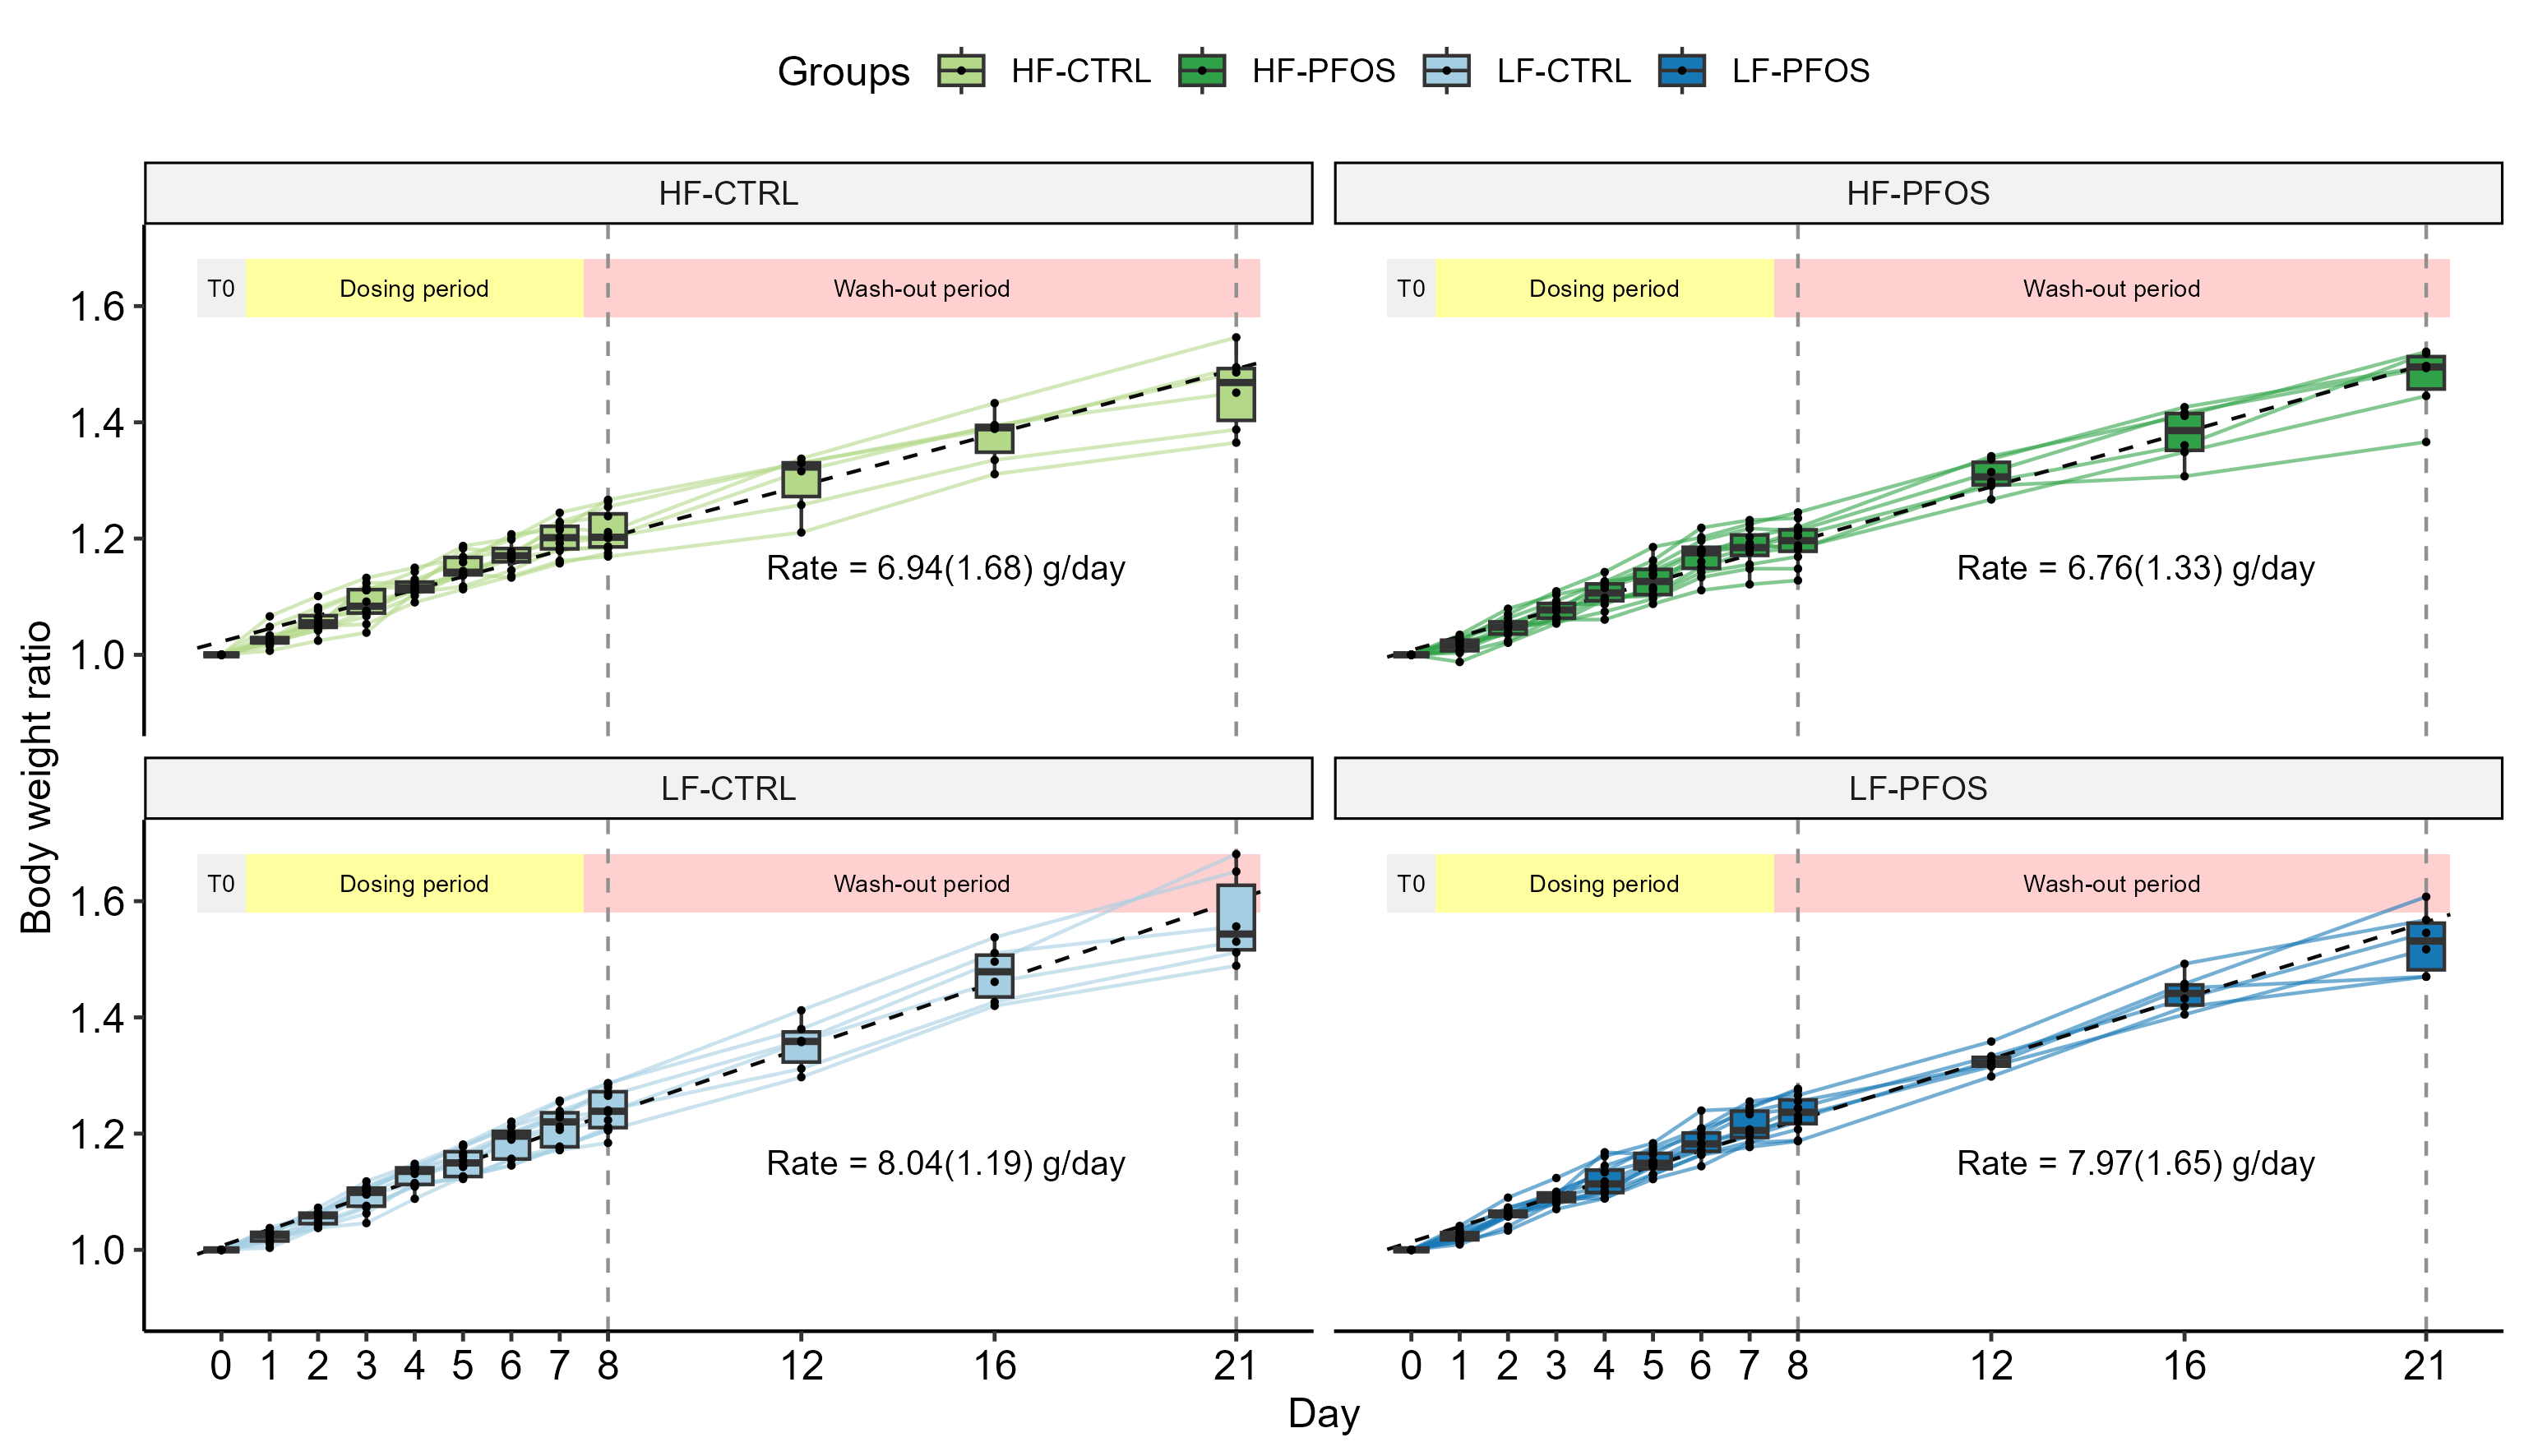 Groups HF-CTRL HF-PFOS LF-CTRL LF-PFOS
HF-CTRL
T0 Dosing period Wash-out period
1.6
1.4
1.2
1.0
Rate = 6.94(1.68) g/day
HF-PFOS
T0 Dosing period Wash-out period
Rate = 6.76(1.33) g/day
Body weight ratio
LF-CTRL
T0 Dosing period Wash-out period
1.6
1.4
1.2
1.0
Rate = 8.04(1.19) g/day
0 1 2 3 4 5 6 7 8 12 16 21
LF-PFOS
T0 Dosing period Wash-out period
Rate = 7.97(1.65) g/day
0 1 2 3 4 5 6 7 8 12 16 21
Day